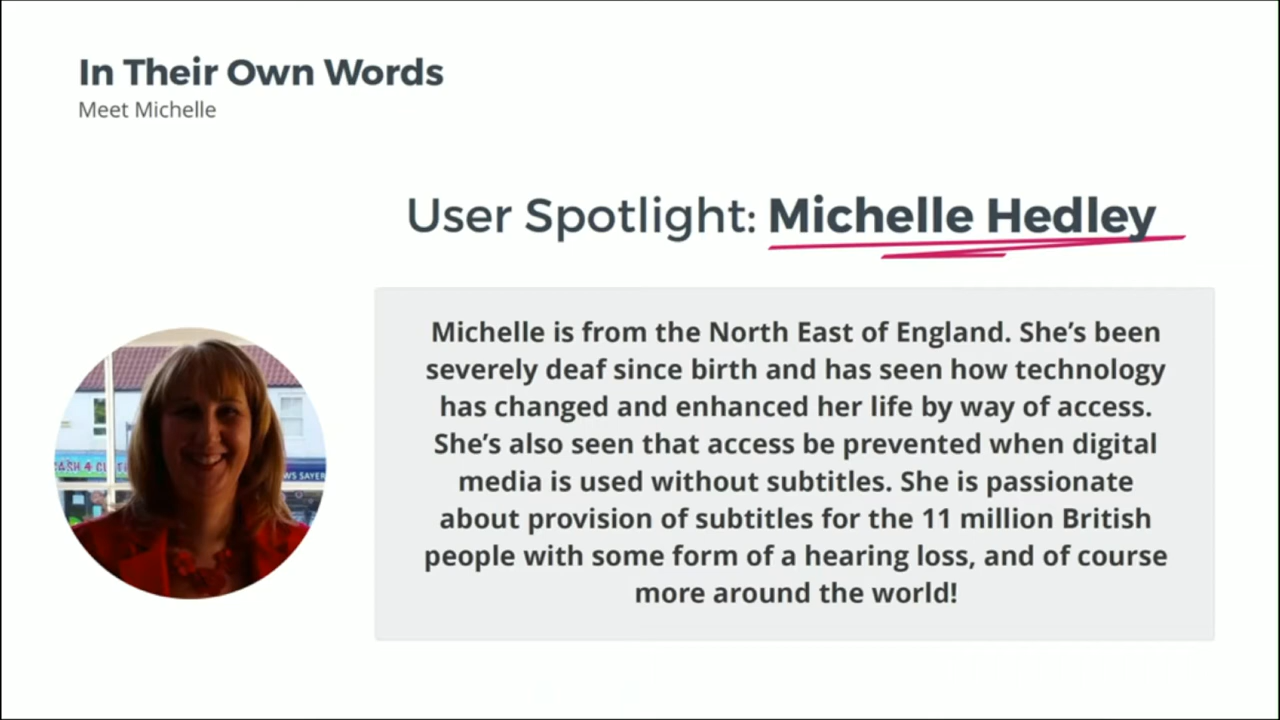 In Their Own Words
Meet Michelle
User Spotlight: Michelle Hedley
Michelle is from the North East of England. She’s been
severely deaf since birth and has seen how technology
has changed and enhanced her life by way of access.
She’s also seen that access be prevented when digital
media is used without subtitles. She is passionate
about provision of subtitles for the 11 million British
people with some form of a hearing loss, and of course
more around the world!
CASH 4
WS SAYER